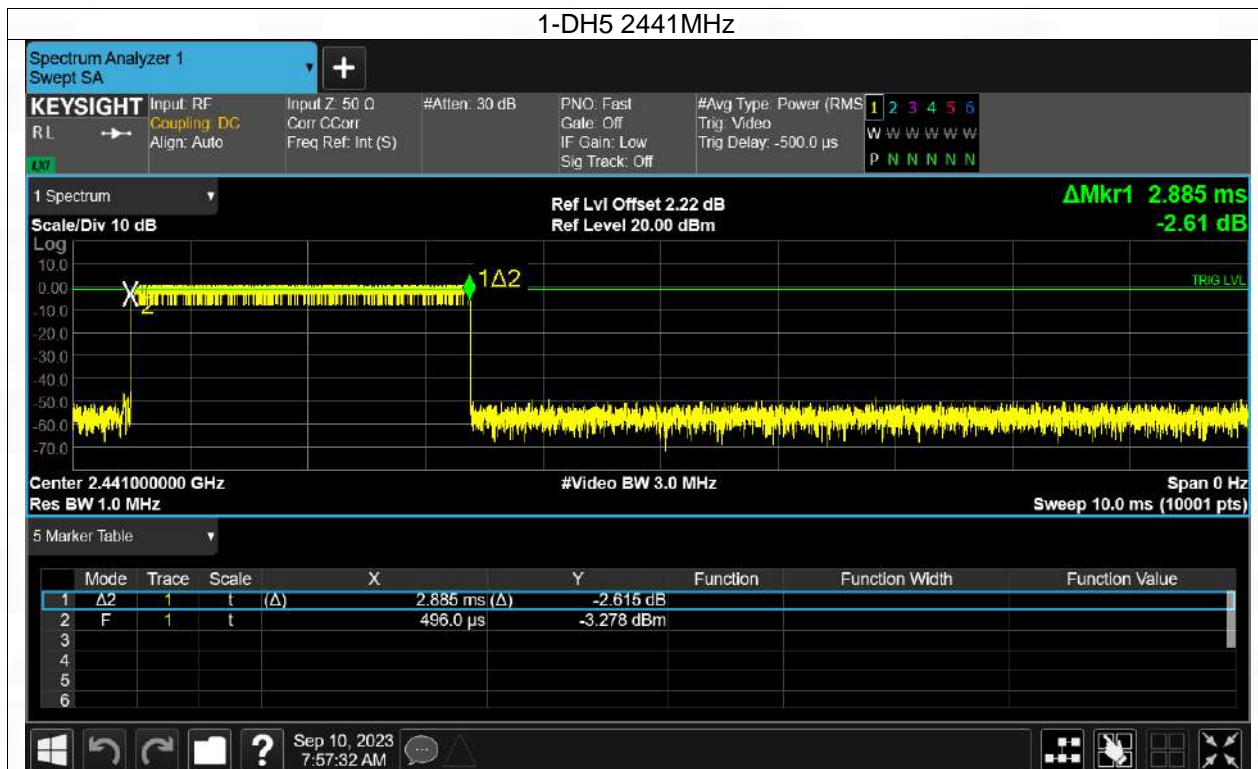 1-DH5 2441MHz
Spectrum Analyzer 1
Swept SA
+
KEYSIGHT Input: RF Input Z: 50 Ω #Atten: 30 dB PNO: Fast #Avg Type: Power (RMS 1 2 3 4 5 6
RL Coupling: DC Corr CCorr Gate: Off Trig: Video W W W W W W
Align: Auto Freq Ref: Int (S) IF Gain: Low Trig Delay: -500.0 µs
LXI Sig Track: Off P N N N N N
1 Spectrum Ref Lvl Offset 2.22 dB ΔMkr1 2.885 ms
Scale/Div 10 dB Ref Level 20.00 dBm -2.61 dB
Log
10.0
1Δ2
0.00 TRIG LVL
X 2
-10.0
-20.0
-30.0
-40.0
-50.0
-60.0
-70.0
Center 2.441000000 GHz #Video BW 3.0 MHz Span 0 Hz
Res BW 1.0 MHz Sweep 10.0 ms (10001 pts)
5 Marker Table
Mode Trace Scale X Y Function Function Width Function Value
1 Δ2 1 t (Δ) 2.885 ms (Δ) -2.615 dB
2 F 1 t 496.0 µs -3.278 dBm
3
4
5
6
? Sep 10, 2023
7:57:32 AM